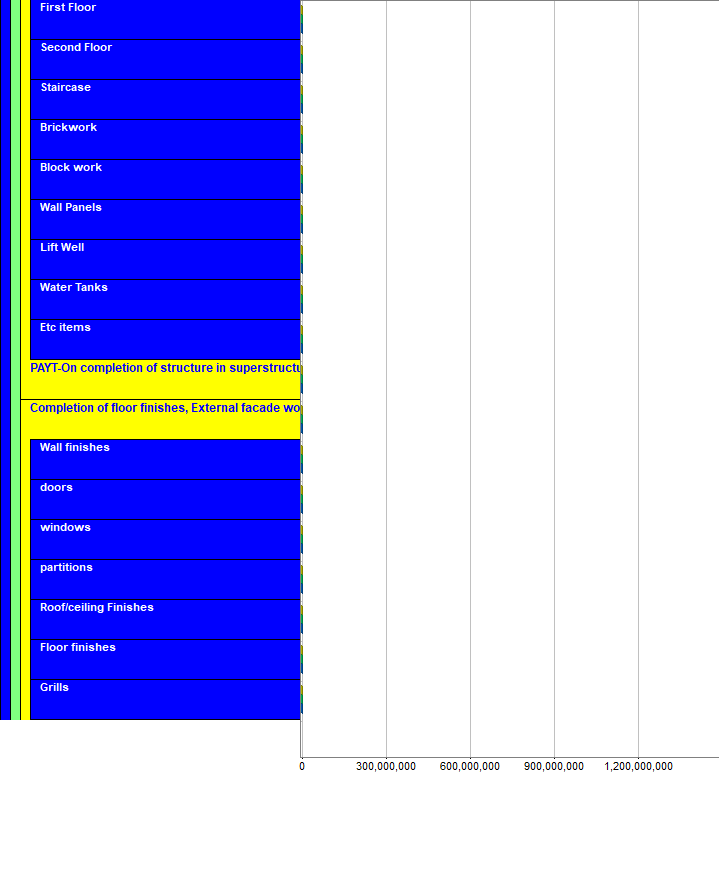 First Floor
Second Floor
Staircase
Brickwork
Block work
Wall Panels
Lift Well
Water Tanks
Etc items
PAYT-On completion of structure in superstructu
Completion of floor finishes, External facade wo
Wall finishes
doors
windows
partitions
Roof/ceiling Finishes
Floor finishes
Grills
0 300,000,000 600,000,000 900,000,000 1,200,000,000